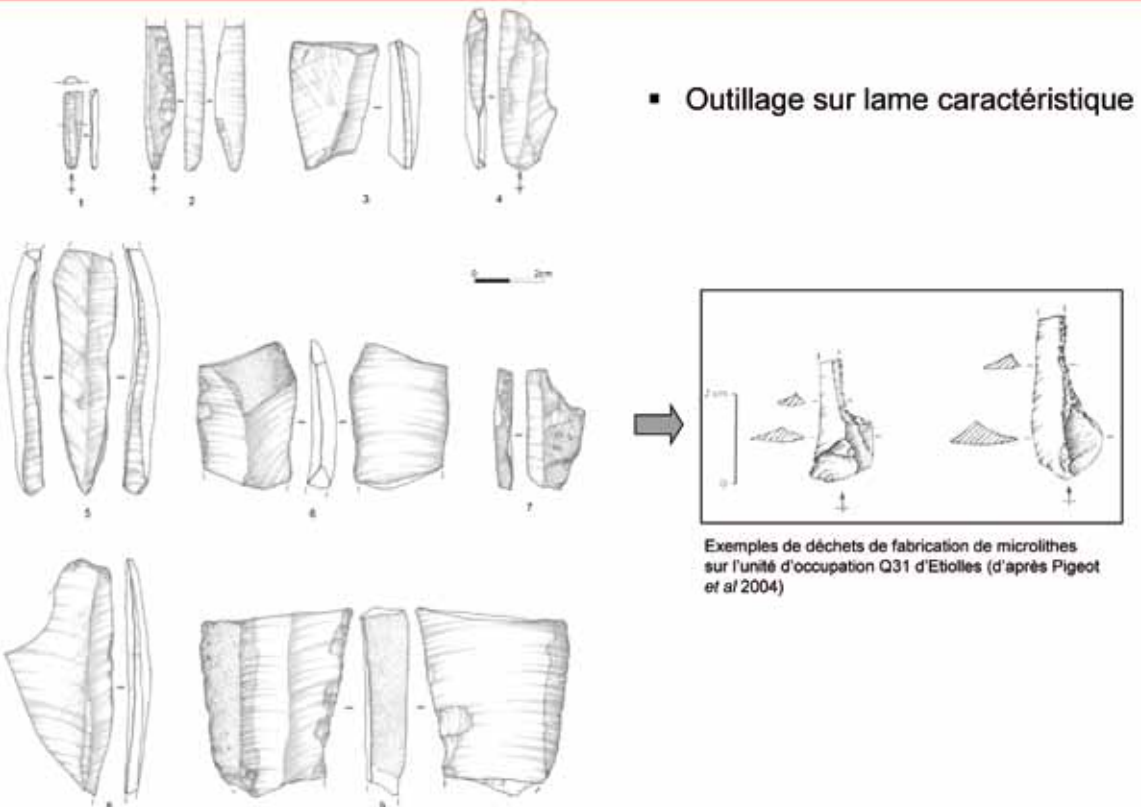 ▪ Outillage sur lame caractéristique
1
2
3
4
0 2cm
5
6
7
2 cm
0
Exemples de déchets de fabrication de microlithes
sur l'unité d'occupation Q31 d'Etiolles (d'après Pigeot
et al 2004)
8
9